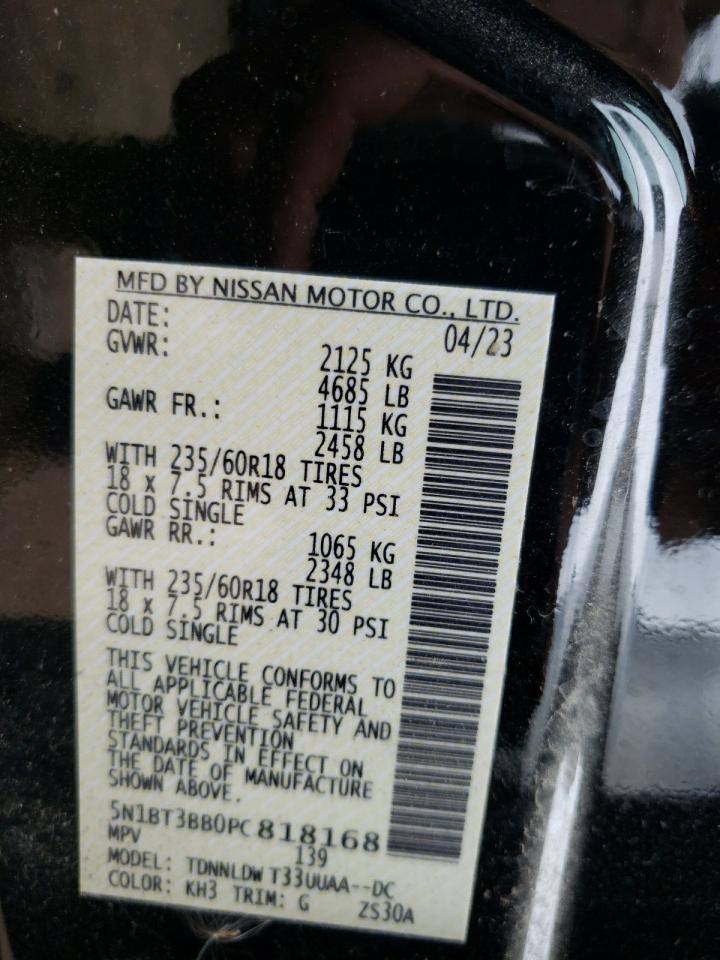 MFD BY NISSAN MOTOR CO., LTD.
DATE: 04/23
GVWR: 2125 KG
4685 LB
GAWR FR.: 1115 KG
2458 LB
WITH 235/60R18 TIRES
18 x 7.5 RIMS AT 33 PSI
COLD SINGLE
GAWR RR.: 1065 KG
2348 LB
WITH 235/60R18 TIRES
18 x 7.5 RIMS AT 30 PSI
COLD SINGLE
THIS VEHICLE CONFORMS TO
ALL APPLICABLE FEDERAL
MOTOR VEHICLE SAFETY AND
THEFT PREVENTION
STANDARDS IN EFFECT ON
THE DATE OF MANUFACTURE
SHOWN ABOVE.
5N1BT3BB0PC818168
MPV 139
MODEL: TDNNLDW T33UUAA--DC
COLOR: KH3 TRIM: G ZS30A